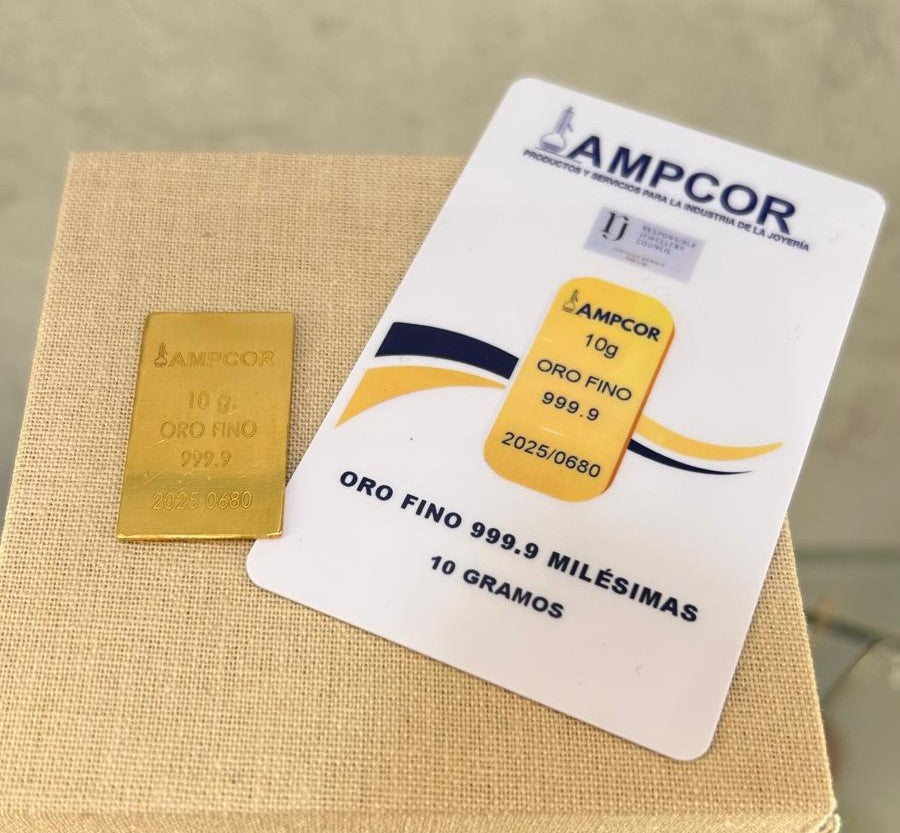 AMPCOR
10 g.
ORO FINO
999.9
2025 0680
AMPCOR
PRODUCTOS Y SERVICIOS PARA LA INDUSTRIA DE LA JOYERÍA
rj
RESPONSIBLE
JEWELLERY
COUNCIL
AMPCOR
10g
ORO FINO
999.9
2025/0680
ORO FINO 999.9 MILÉSIMAS
10 GRAMOS